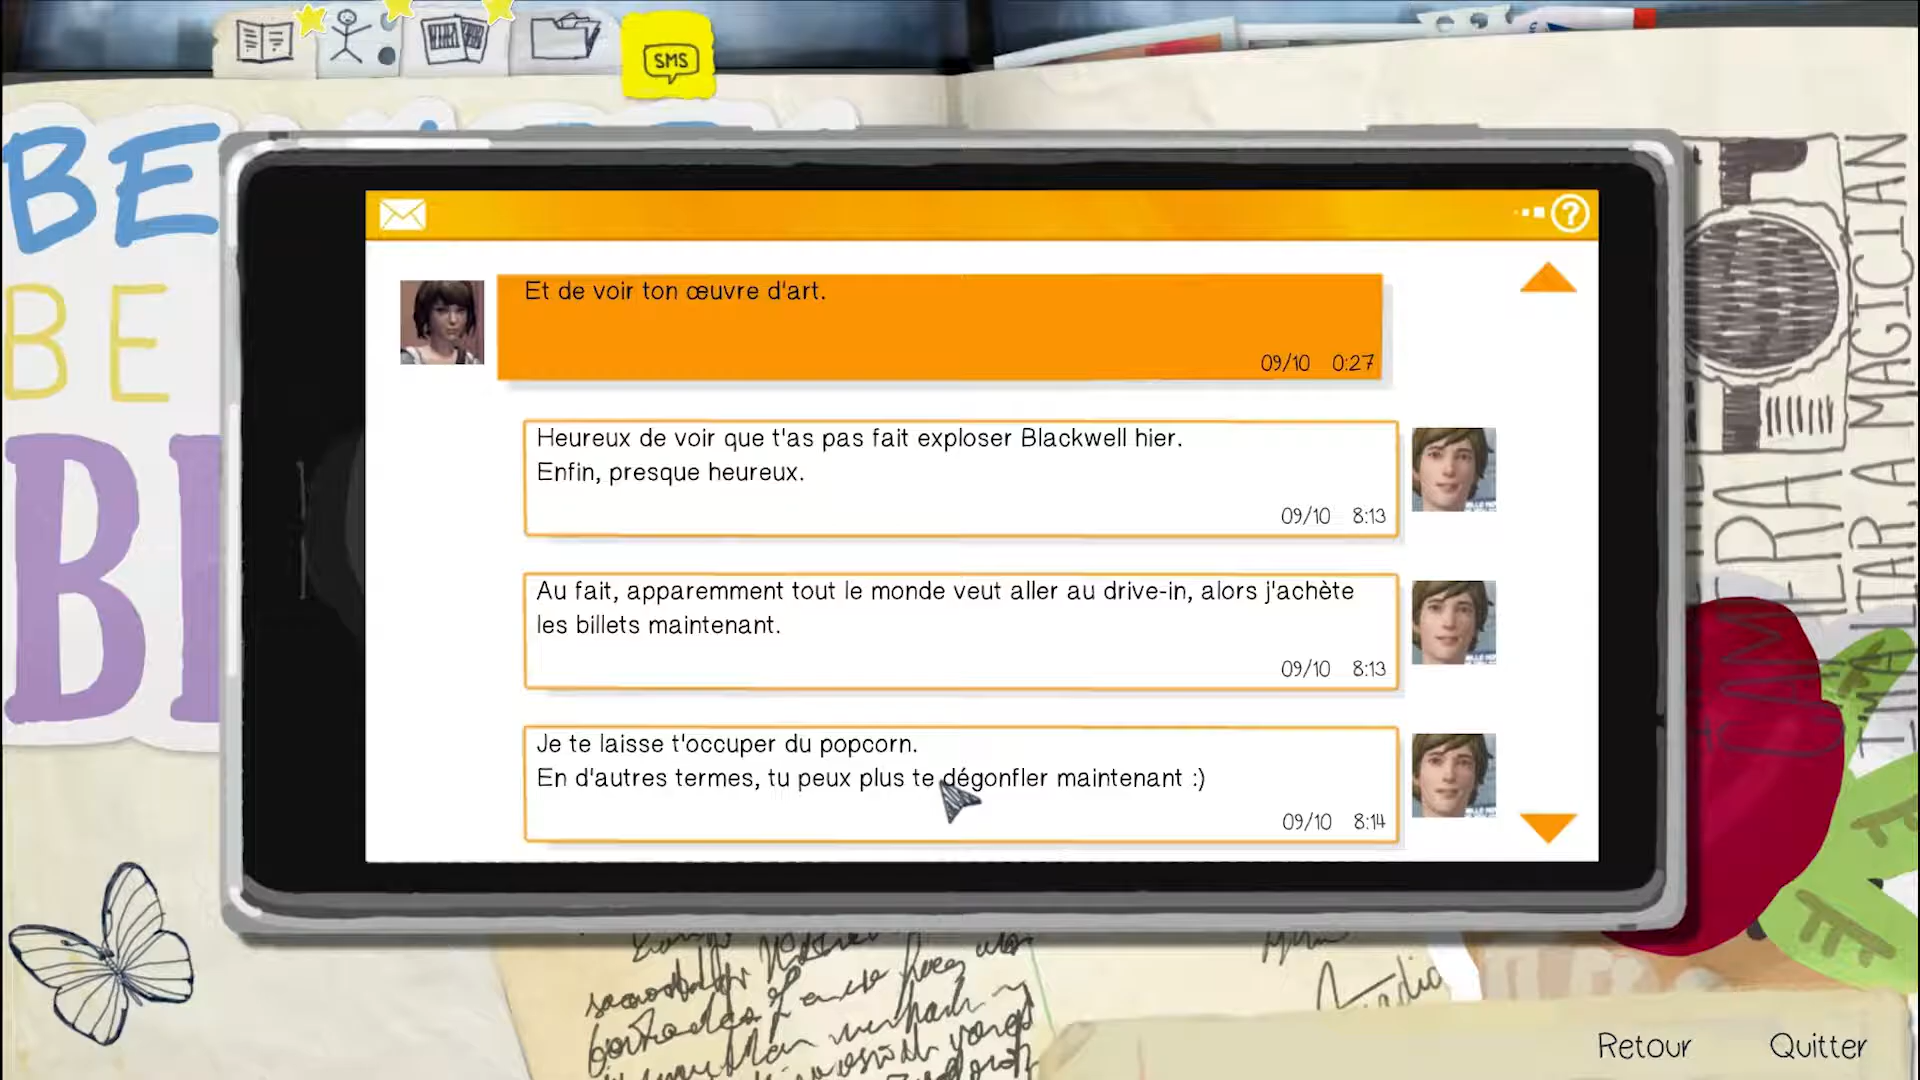 SMS
BE
BE
?
Et de voir ton œuvre d'art.
09/10 0:27
Heureux de voir que t'as pas fait exploser Blackwell hier.
Enfin, presque heureux.
09/10 8:13
Au fait, apparemment tout le monde veut aller au drive-in, alors j'achète
les billets maintenant.
09/10 8:13
Je te laisse t'occuper du popcorn.
En d'autres termes, tu peux plus te dégonfler maintenant :)
09/10 8:14
MAGICIAN
Retour
Quitter